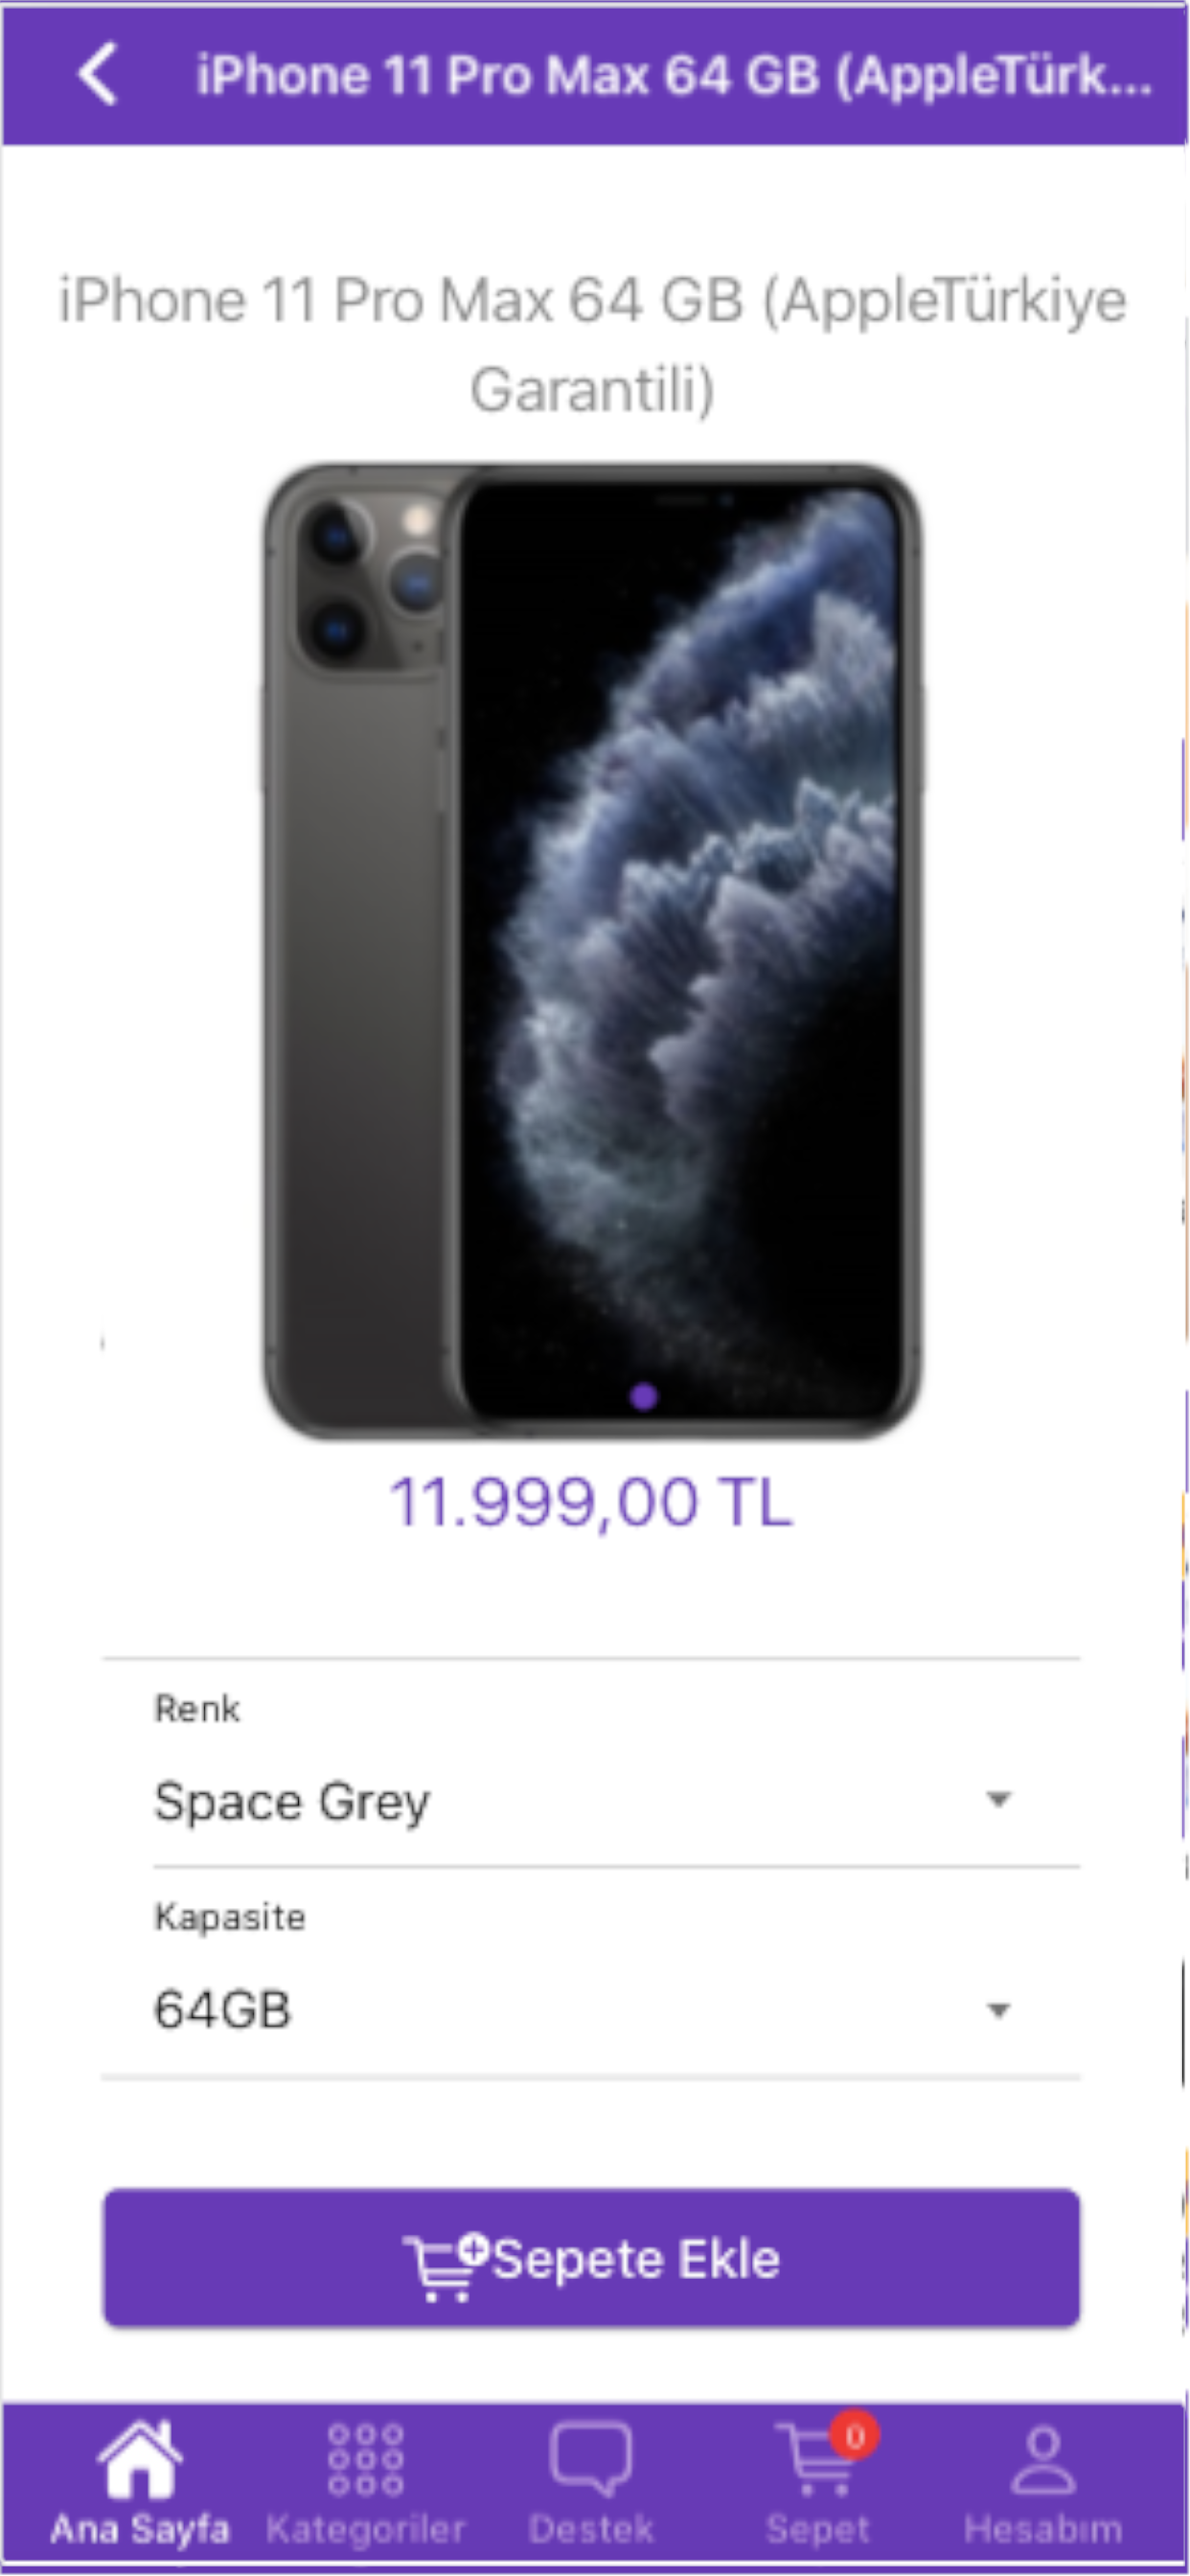 iPhone 11 Pro Max 64 GB (AppleTürk...
iPhone 11 Pro Max 64 GB (AppleTürkiye
Garantili)
11.999,00 TL
Renk
Space Grey
Kapasite
64GB
Sepete Ekle
0
Ana Sayfa Kategoriler Destek Sepet Hesabım